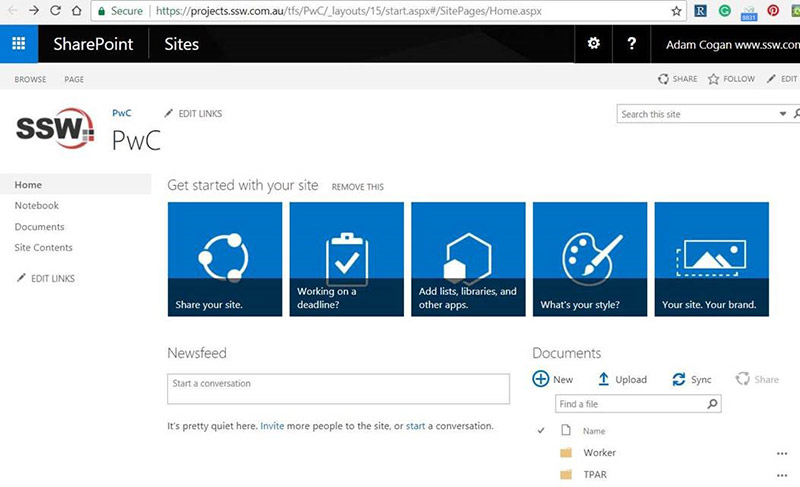 Secure https://projects.ssw.com.au/tfs/PwC/_layouts/15/start.aspx#/SitePages/Home.aspx
SharePoint Sites ? Adam Cogan www.ssw.com
BROWSE PAGE SHARE FOLLOW EDIT
SSW PwC EDIT LINKS
PwC
Search this site
Home
Notebook
Documents
Site Contents
EDIT LINKS
Get started with your site REMOVE THIS
Share your site.
Working on a
deadline?
Add lists, libraries, and
other apps.
What's your style?
Your site. Your brand.
Newsfeed
Start a conversation
It's pretty quiet here. Invite more people to the site, or start a conversation.
Documents
New Upload Sync Share
Find a file
Name
Worker ...
TPAR ...